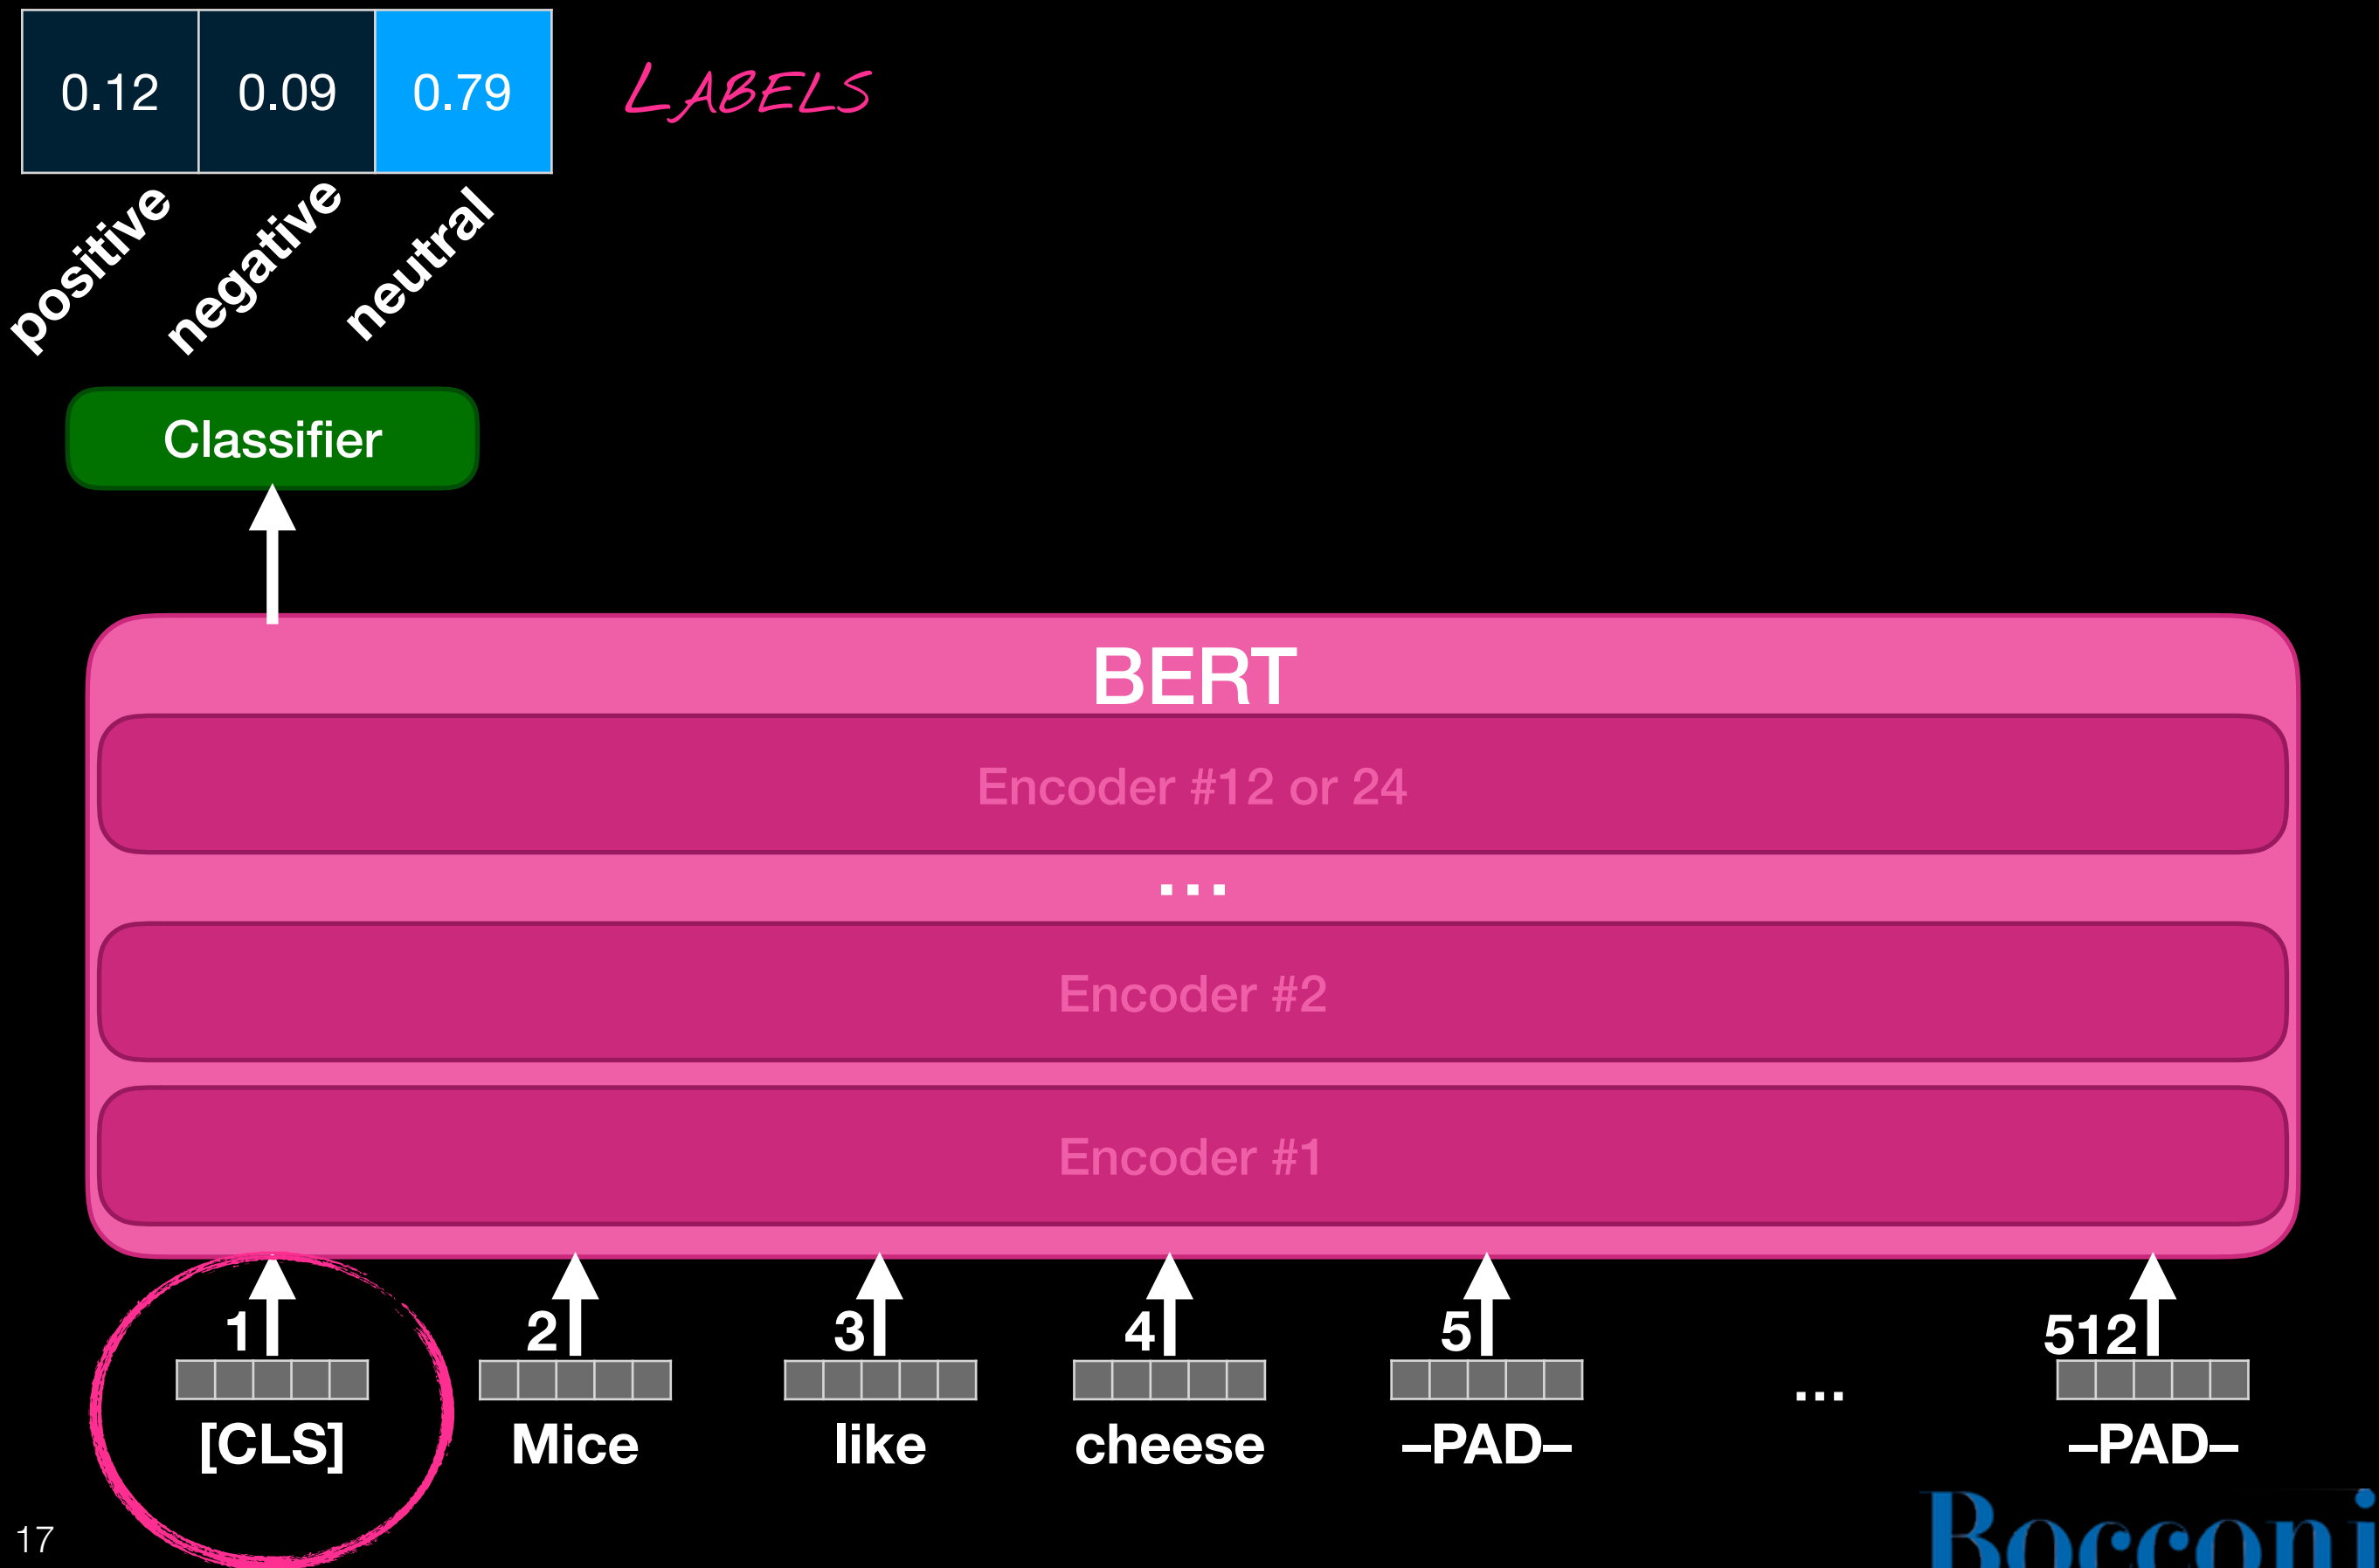 0.12 0.09 0.79 LABELS
positive negative neutral
Classifier
BERT
Encoder #12 or 24
...
Encoder #2
Encoder #1
1 2 3 4 5 512
...
[CLS] Mice like cheese –PAD– –PAD–
17
Bocconi